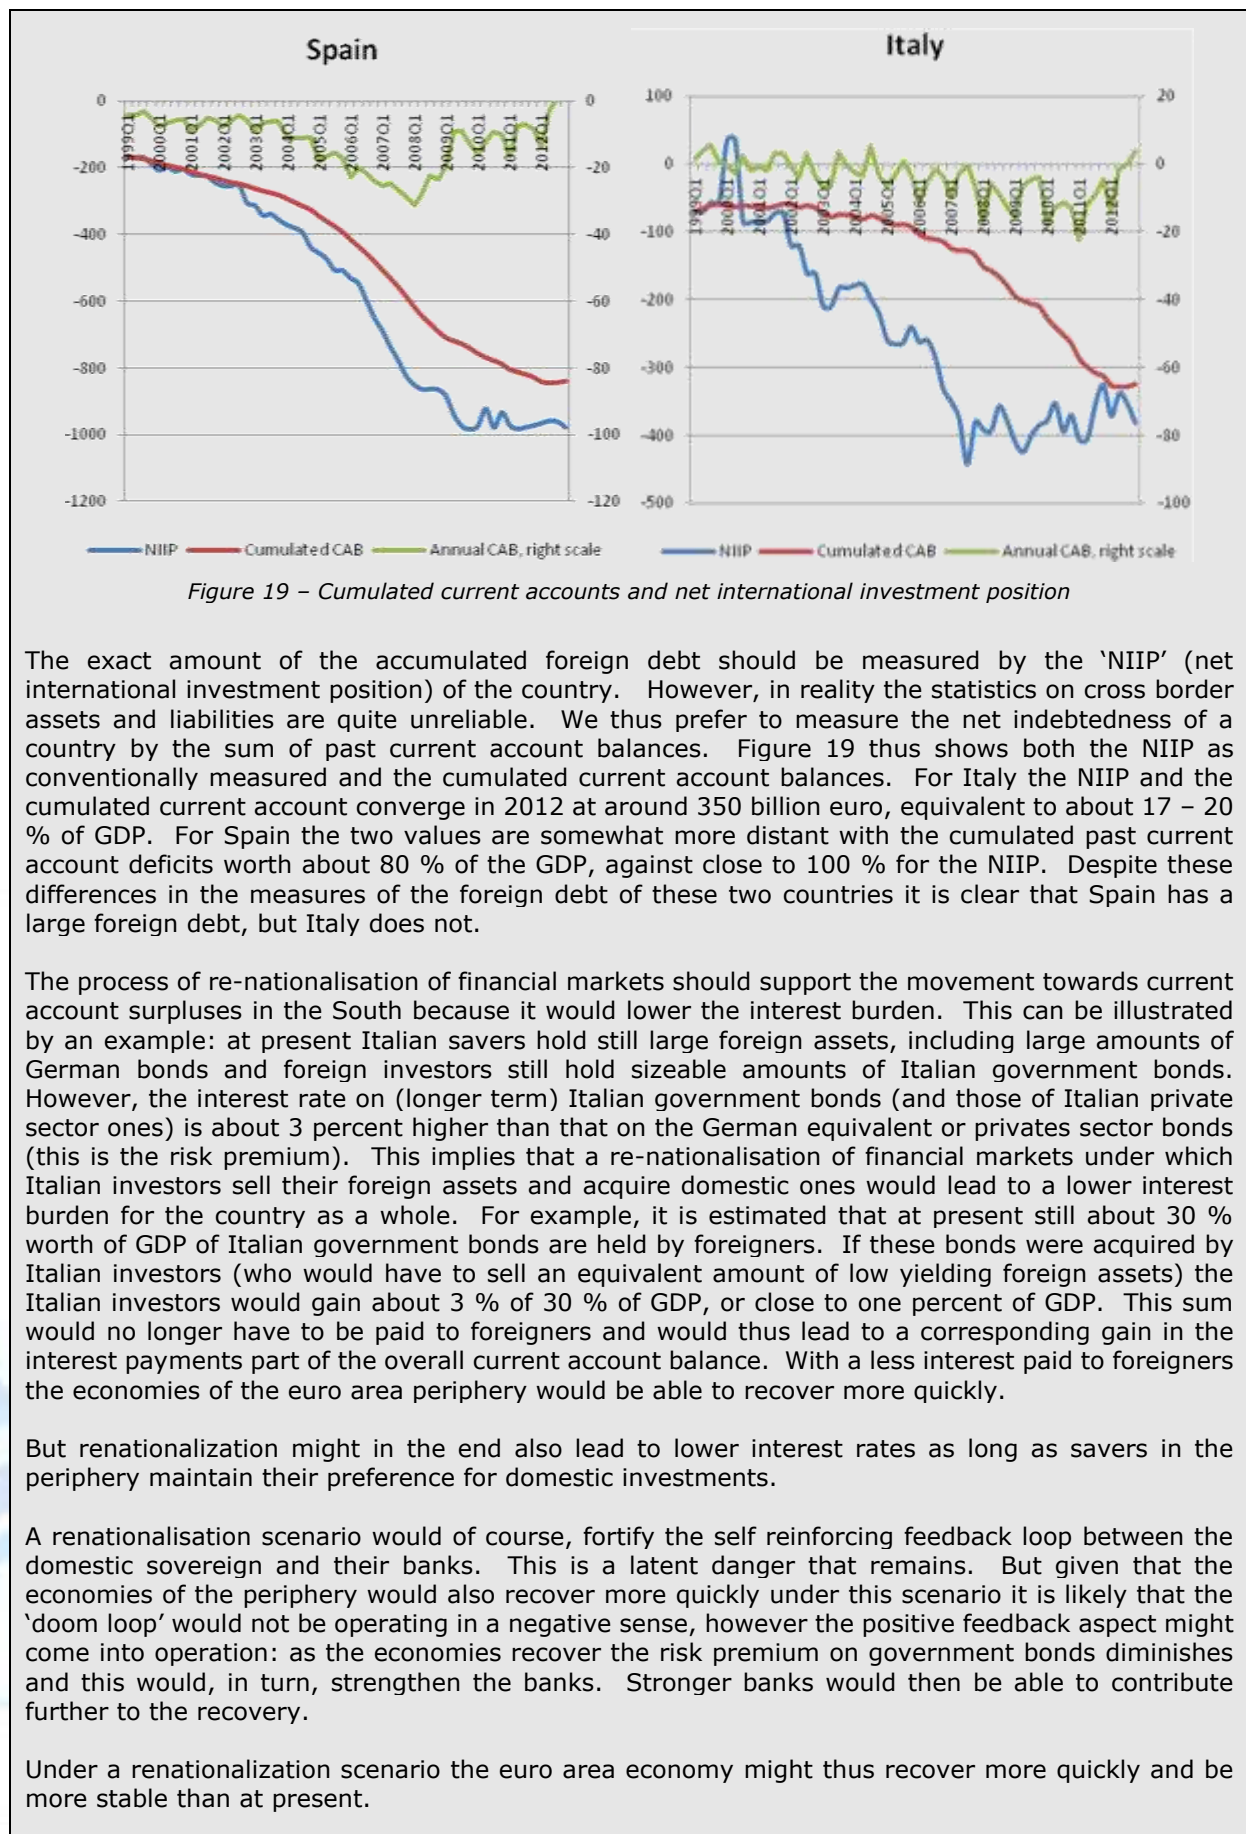 Spain
0
-200
-400
-600
-800
-1000
-1200
0
-20
-40
-60
-80
-100
-120
1999Q1
2000Q1
2001Q1
2002Q1
2003Q1
2004Q1
2005Q1
2006Q1
2007Q1
2008Q1
2009Q1
2010Q1
2011Q1
2012Q1
NIIP Cumulated CAB Annual CAB, right scale
Italy
100
0
-100
-200
-300
-400
-500
20
0
-20
-40
-60
-80
-100
1999Q1
2000Q1
2001Q1
2002Q1
2003Q1
2004Q1
2005Q1
2006Q1
2007Q1
2008Q1
2009Q1
2010Q1
2011Q1
2012Q1
NIIP Cumulated CAB Annual CAB, right scale
Figure 19 – Cumulated current accounts and net international investment position
The exact amount of the accumulated foreign debt should be measured by the ‘NIIP’ (net
international investment position) of the country. However, in reality the statistics on cross border
assets and liabilities are quite unreliable. We thus prefer to measure the net indebtedness of a
country by the sum of past current account balances. Figure 19 thus shows both the NIIP as
conventionally measured and the cumulated current account balances. For Italy the NIIP and the
cumulated current account converge in 2012 at around 350 billion euro, equivalent to about 17 – 20
% of GDP. For Spain the two values are somewhat more distant with the cumulated past current
account deficits worth about 80 % of the GDP, against close to 100 % for the NIIP. Despite these
differences in the measures of the foreign debt of these two countries it is clear that Spain has a
large foreign debt, but Italy does not.
The process of re-nationalisation of financial markets should support the movement towards current
account surpluses in the South because it would lower the interest burden. This can be illustrated
by an example: at present Italian savers hold still large foreign assets, including large amounts of
German bonds and foreign investors still hold sizeable amounts of Italian government bonds.
However, the interest rate on (longer term) Italian government bonds (and those of Italian private
sector ones) is about 3 percent higher than that on the German equivalent or privates sector bonds
(this is the risk premium). This implies that a re-nationalisation of financial markets under which
Italian investors sell their foreign assets and acquire domestic ones would lead to a lower interest
burden for the country as a whole. For example, it is estimated that at present still about 30 %
worth of GDP of Italian government bonds are held by foreigners. If these bonds were acquired by
Italian investors (who would have to sell an equivalent amount of low yielding foreign assets) the
Italian investors would gain about 3 % of 30 % of GDP, or close to one percent of GDP. This sum
would no longer have to be paid to foreigners and would thus lead to a corresponding gain in the
interest payments part of the overall current account balance. With a less interest paid to foreigners
the economies of the euro area periphery would be able to recover more quickly.
But renationalization might in the end also lead to lower interest rates as long as savers in the
periphery maintain their preference for domestic investments.
A renationalisation scenario would of course, fortify the self reinforcing feedback loop between the
domestic sovereign and their banks. This is a latent danger that remains. But given that the
economies of the periphery would also recover more quickly under this scenario it is likely that the
‘doom loop’ would not be operating in a negative sense, however the positive feedback aspect might
come into operation: as the economies recover the risk premium on government bonds diminishes
and this would, in turn, strengthen the banks. Stronger banks would then be able to contribute
further to the recovery.
Under a renationalization scenario the euro area economy might thus recover more quickly and be
more stable than at present.